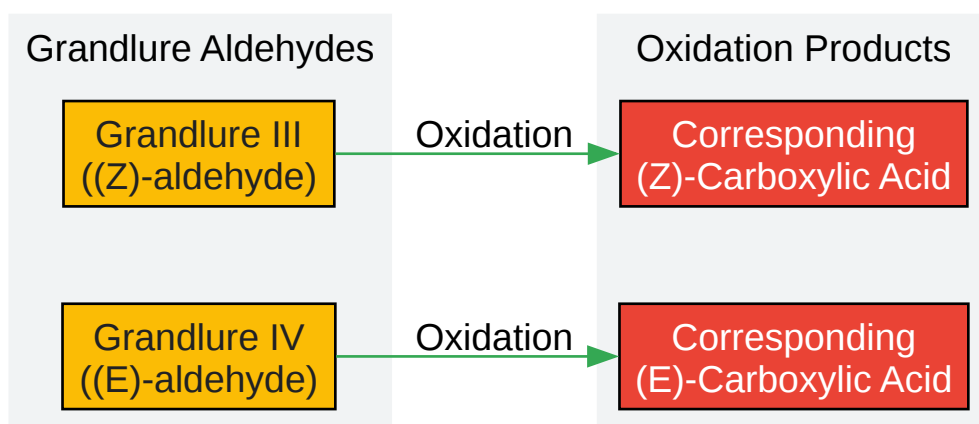 Grandlure Aldehydes
Oxidation Products
Grandlure III
((Z)-aldehyde)
Oxidation
Corresponding
(Z)-Carboxylic Acid
Grandlure IV
((E)-aldehyde)
Oxidation
Corresponding
(E)-Carboxylic Acid